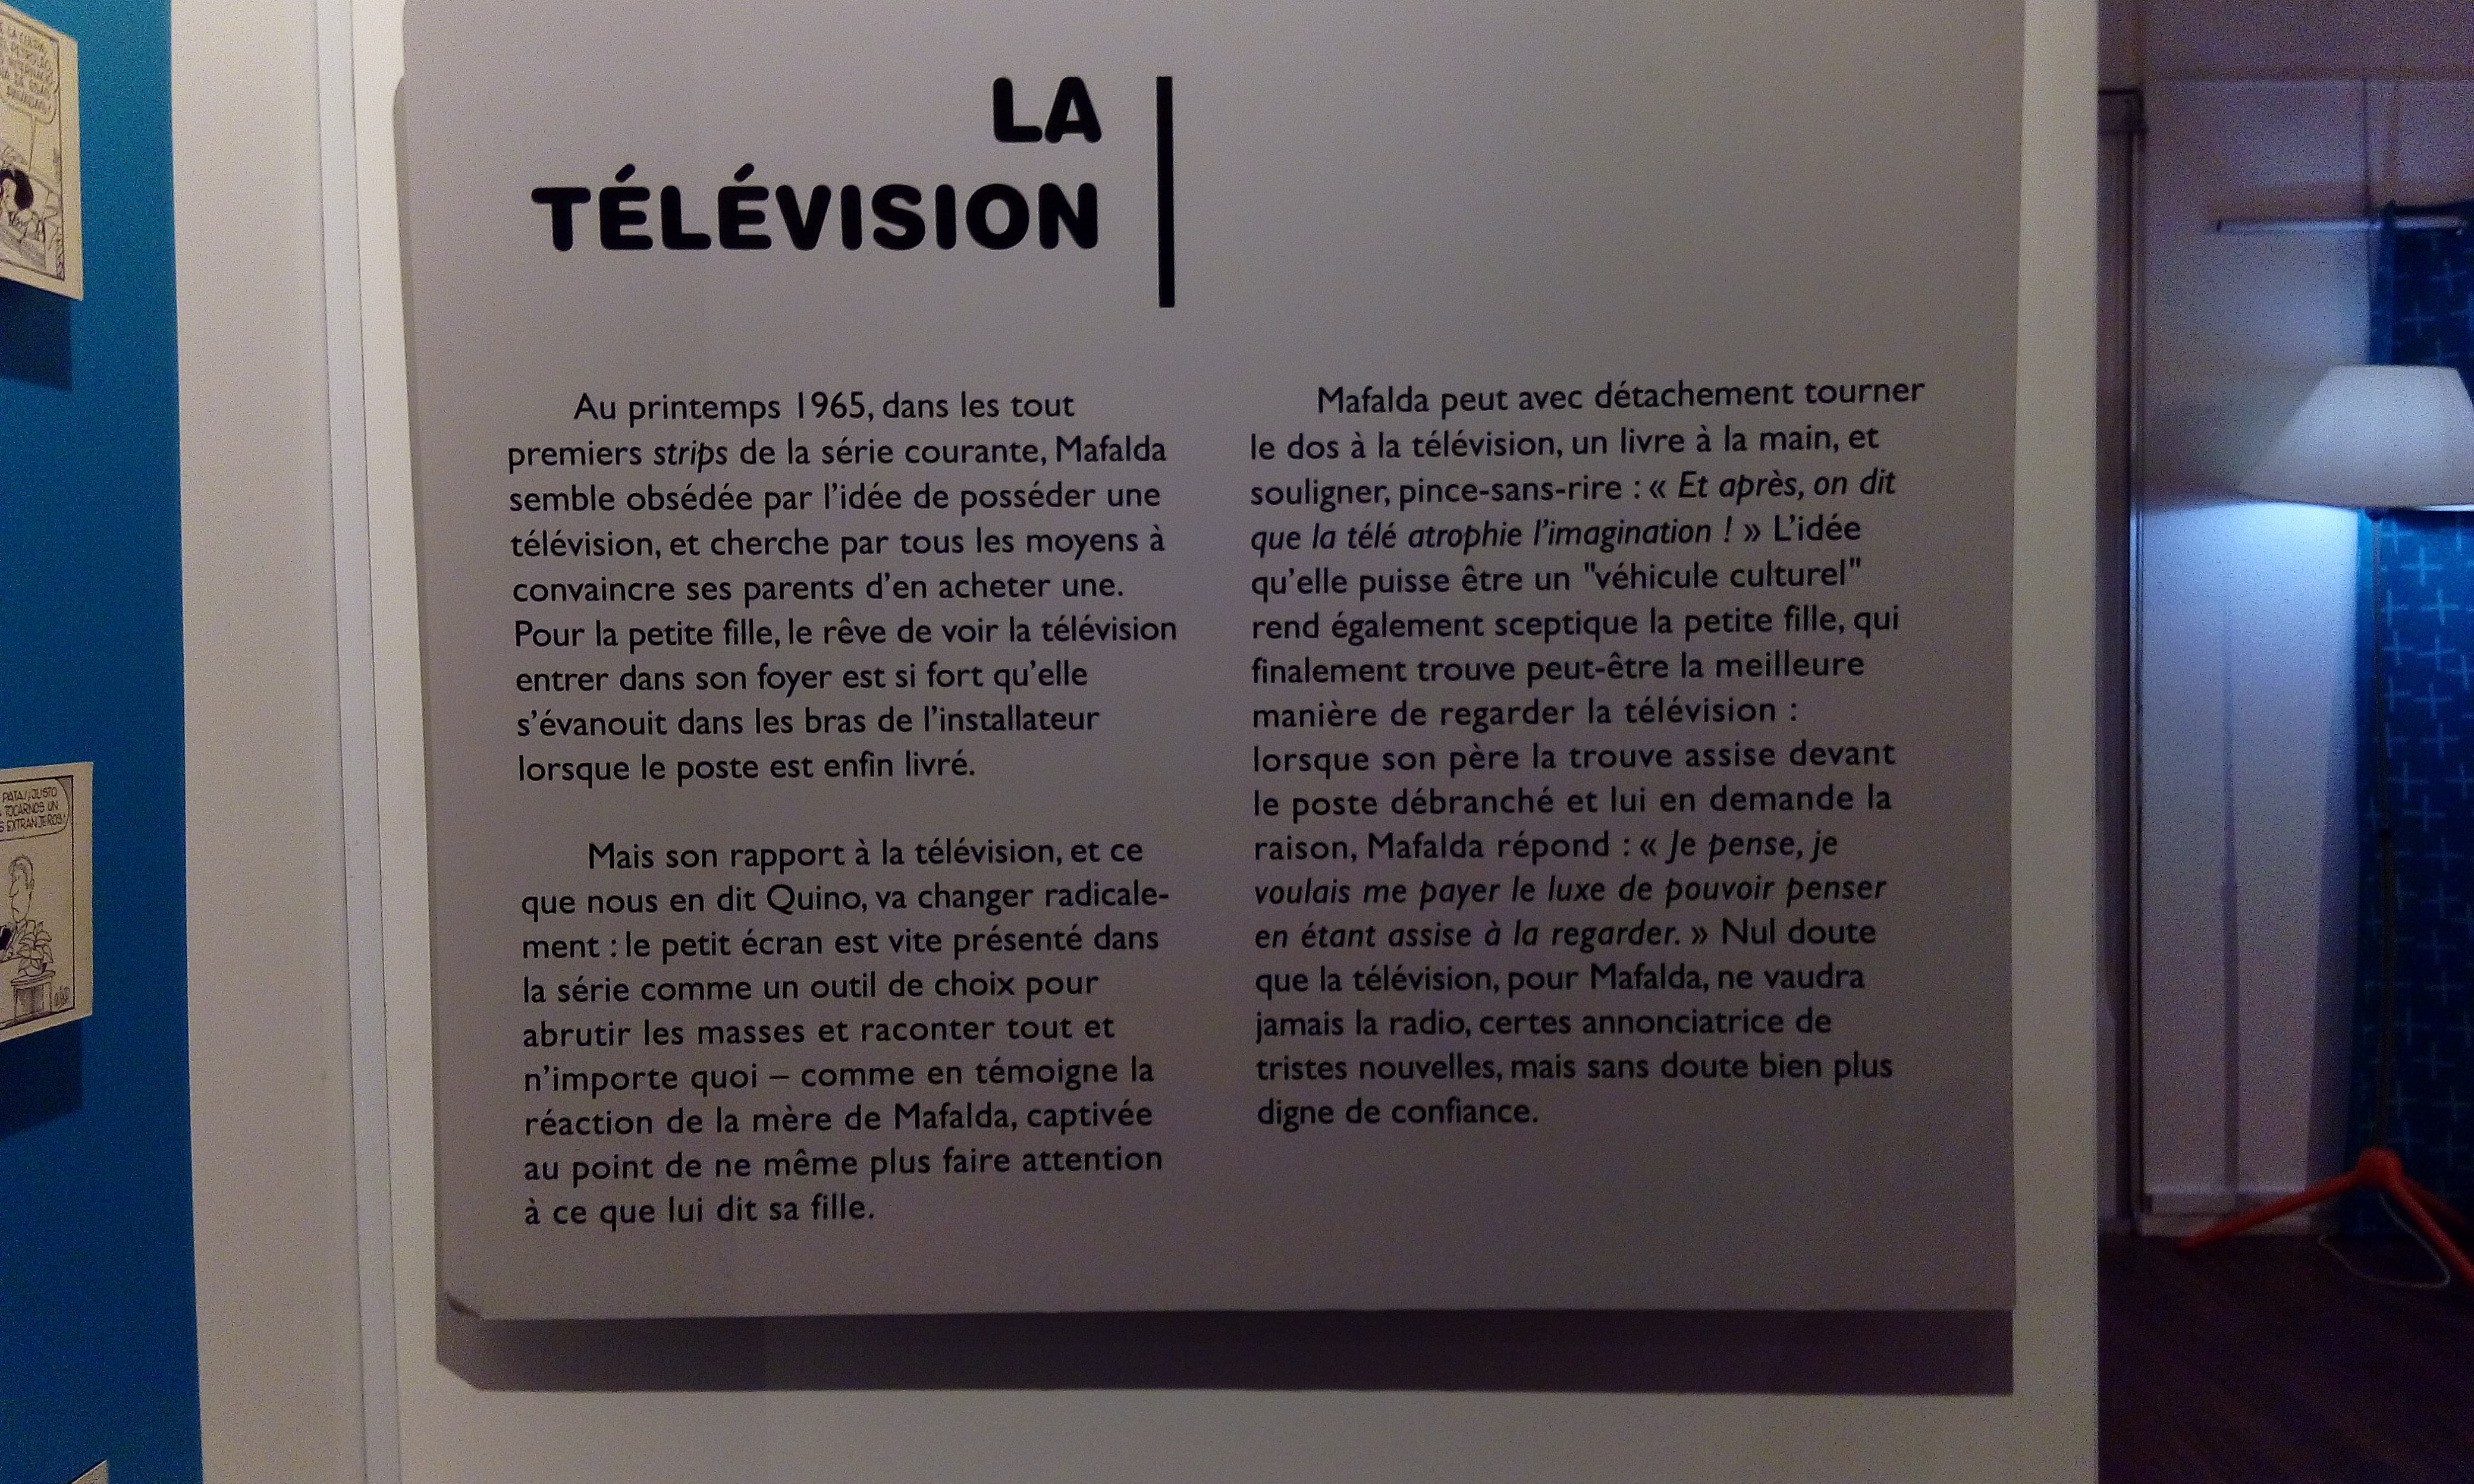 LA
TÉLÉVISION
Au printemps 1965, dans les tout
premiers strips de la série courante, Mafalda
semble obsédée par l'idée de posséder une
télévision, et cherche par tous les moyens à
convaincre ses parents d'en acheter une.
Pour la petite fille, le rêve de voir la télévision
entrer dans son foyer est si fort qu'elle
s'évanouit dans les bras de l'installateur
lorsque le poste est enfin livré.
Mais son rapport à la télévision, et ce
que nous en dit Quino, va changer radicale-
ment : le petit écran est vite présenté dans
la série comme un outil de choix pour
abrutir les masses et raconter tout et
n'importe quoi – comme en témoigne la
réaction de la mère de Mafalda, captivée
au point de ne même plus faire attention
à ce que lui dit sa fille.
Mafalda peut avec détachement tourner
le dos à la télévision, un livre à la main, et
souligner, pince-sans-rire : « Et après, on dit
que la télé atrophie l'imagination ! » L'idée
qu'elle puisse être un "véhicule culturel"
rend également sceptique la petite fille, qui
finalement trouve peut-être la meilleure
manière de regarder la télévision :
lorsque son père la trouve assise devant
le poste débranché et lui en demande la
raison, Mafalda répond : « Je pense, je
voulais me payer le luxe de pouvoir penser
en étant assise à la regarder. » Nul doute
que la télévision, pour Mafalda, ne vaudra
jamais la radio, certes annonciatrice de
tristes nouvelles, mais sans doute bien plus
digne de confiance.
PATA! ¡JUSTO
TOCARNOS UN
EXTRANJEROS!